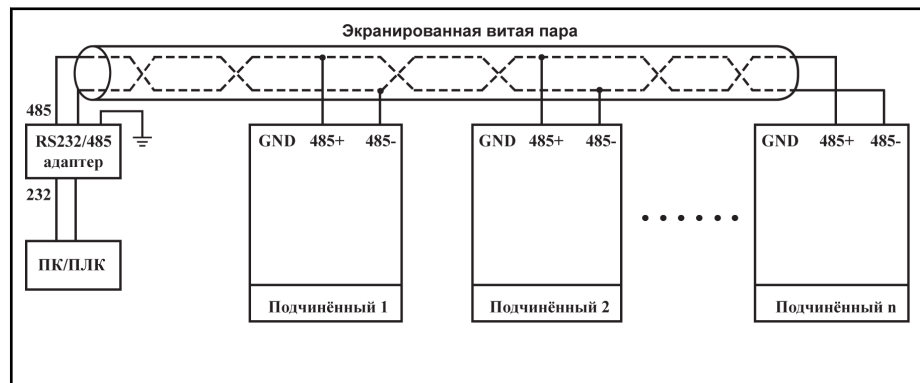 Экранированная витая пара
485
RS232/485
адаптер
232
ПК/ПЛК
GND 485+ 485-
Подчинённый 1
GND 485+ 485-
Подчинённый 2
GND 485+ 485-
Подчинённый n